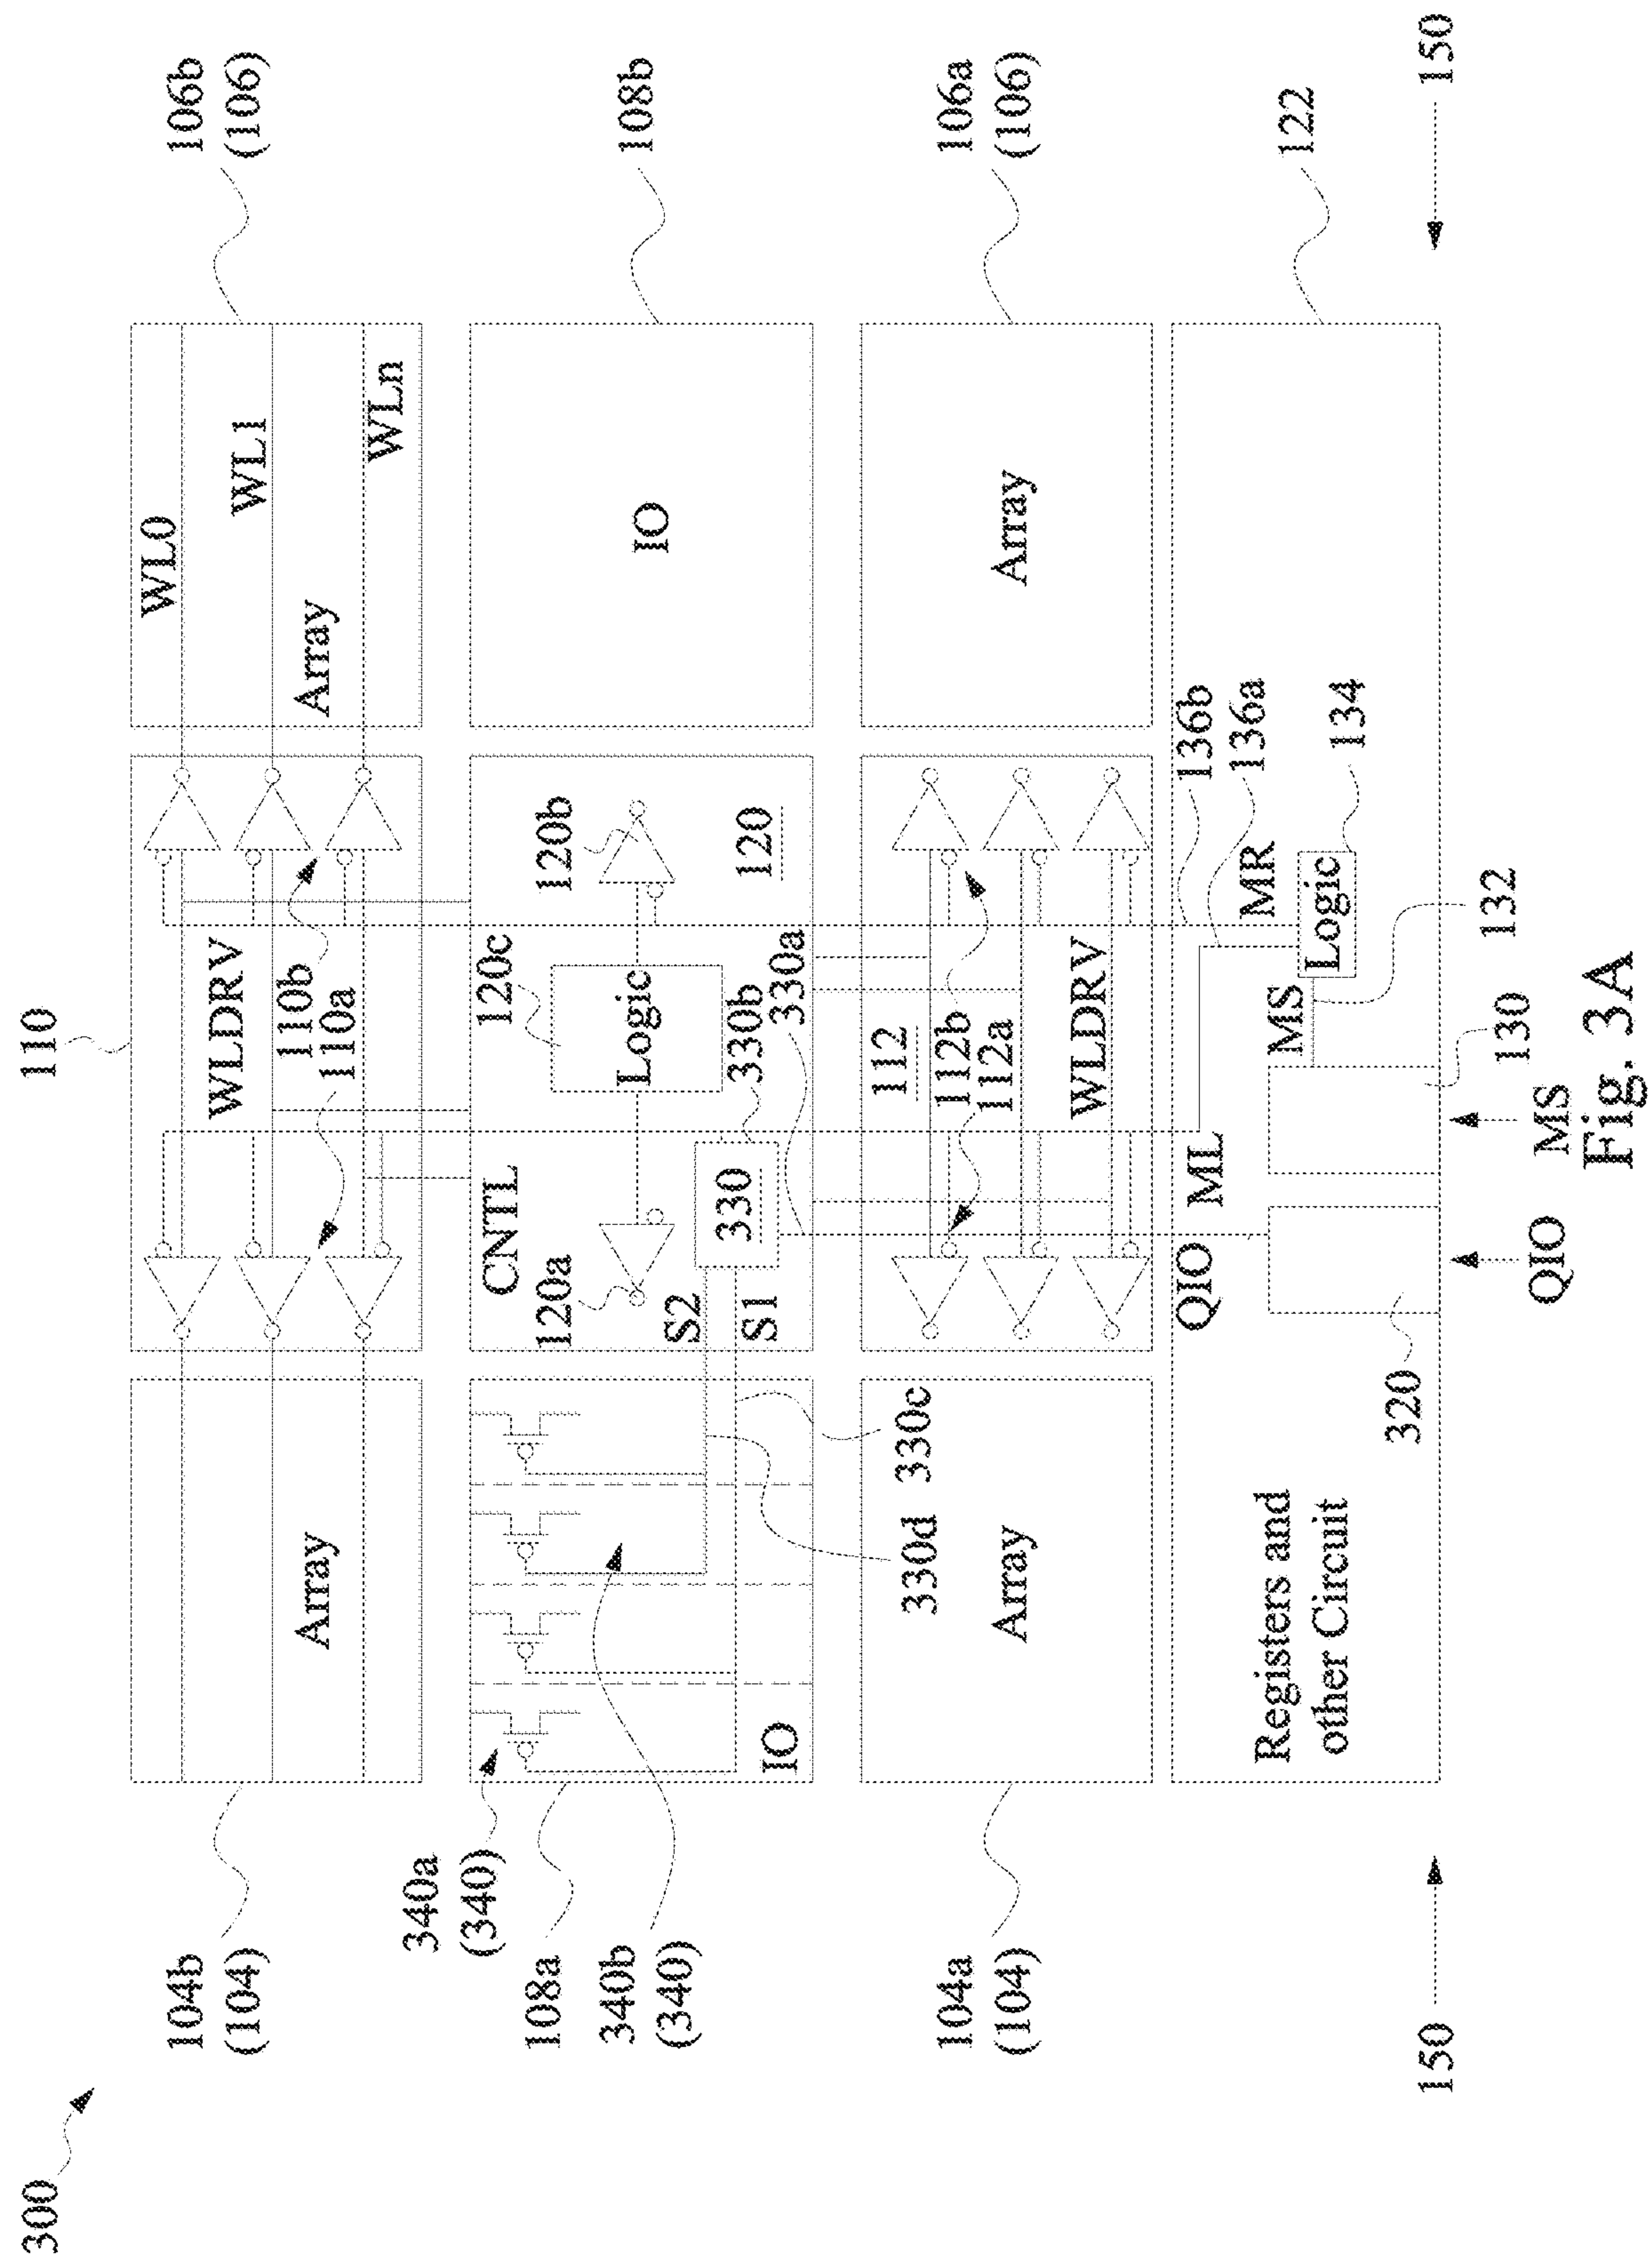 300
110
104b
(104)
106b
(106)
WL0
WL1
WLn
Array
Array
WLDRV
110b
110a
340a
(340)
108a
340b
(340)
IO
CNTL
120a
120c
Logic
120b
120
S2
S1
330
330b
330a
IO
108b
330c
330d
104a
(104)
Array
112
112b
112a
WLDRV
Array
106a
(106)
QIO
ML
MR
136b
136a
Registers and
other Circuit
320
MS
Logic
134
132
130
122
150
150
QIO
MS
Fig. 3A